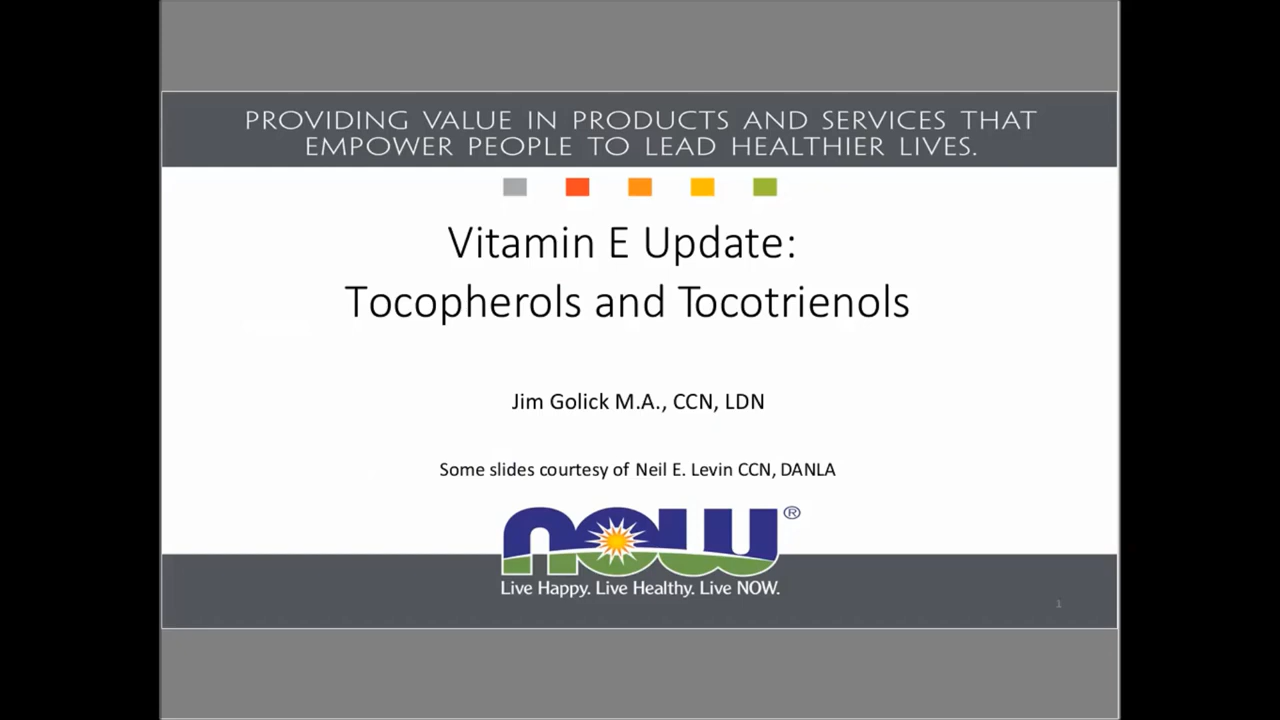 PROVIDING VALUE IN PRODUCTS AND SERVICES THAT
EMPOWER PEOPLE TO LEAD HEALTHIER LIVES.
Vitamin E Update:
Tocopherols and Tocotrienols
Jim Golick M.A., CCN, LDN
Some slides courtesy of Neil E. Levin CCN, DANLA
NOW®
Live Happy. Live Healthy. Live NOW.
1